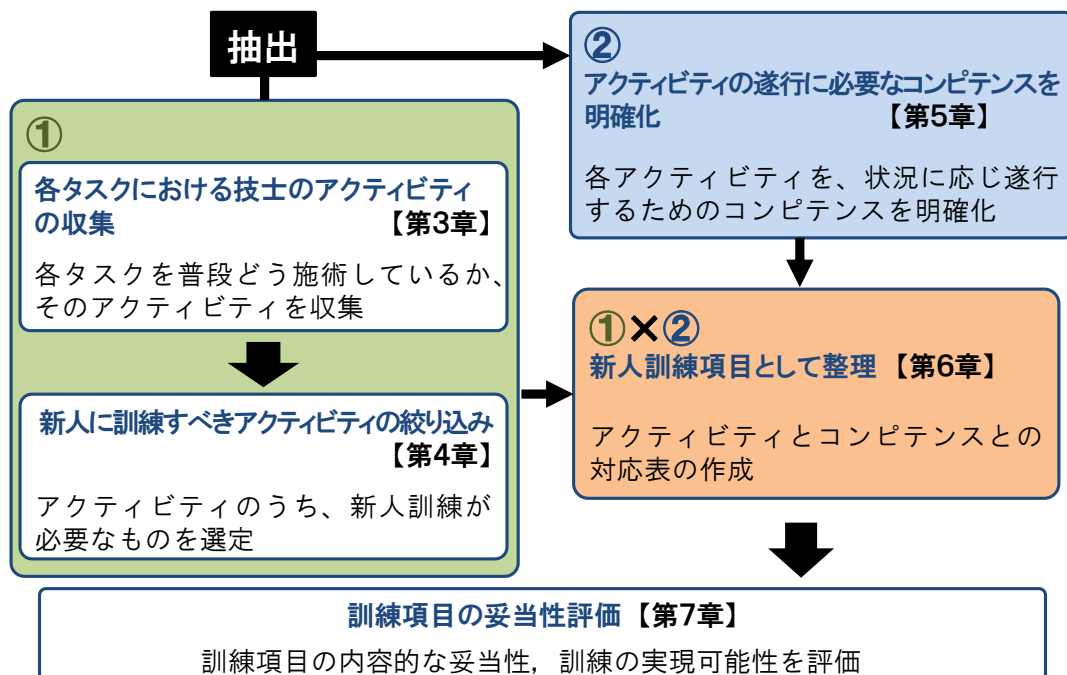 抽出
①
各タスクにおける技士のアクティビティ
の収集 【第3章】
各タスクを普段どう施術しているか、
そのアクティビティを収集
新人に訓練すべきアクティビティの絞り込み
【第4章】
アクティビティのうち、新人訓練が
必要なものを選定
②
アクティビティの遂行に必要なコンピテンスを
明確化 【第5章】
各アクティビティを、状況に応じ遂行
するためのコンピテンスを明確化
①×②
新人訓練項目として整理 【第6章】
アクティビティとコンピテンスとの
対応表の作成
訓練項目の妥当性評価 【第7章】
訓練項目の内容的な妥当性，訓練の実現可能性を評価